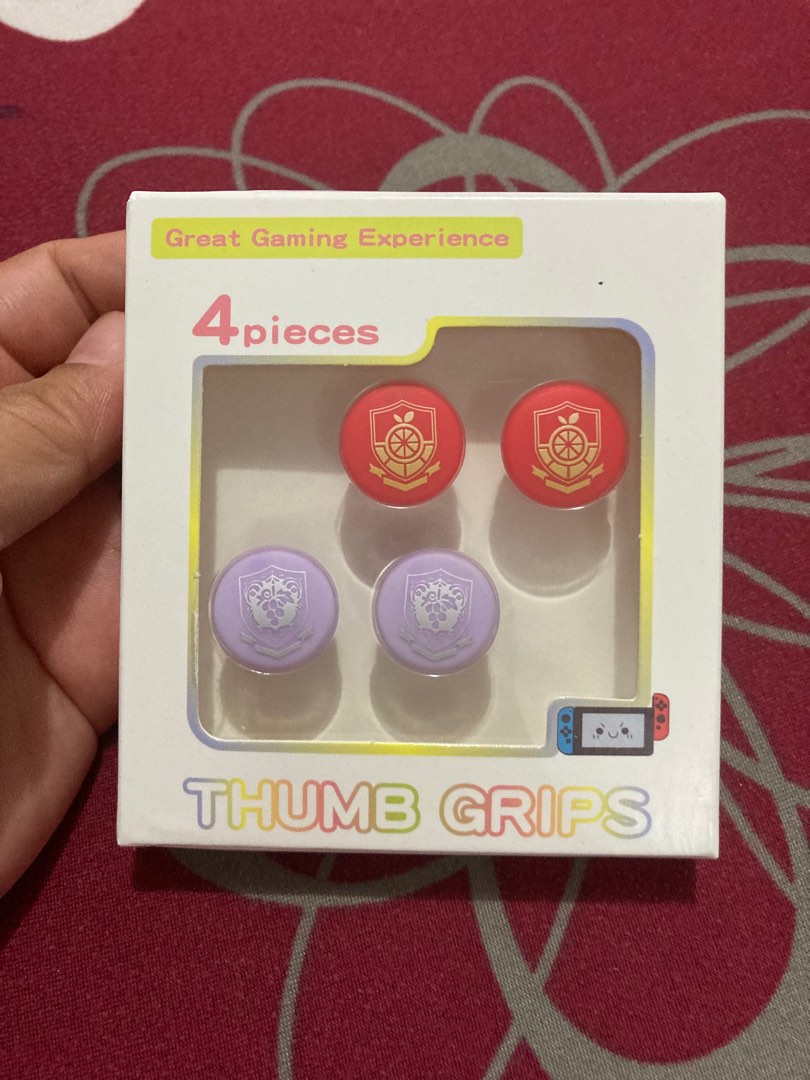 Great Gaming Experience
4pieces
THUMB GRIPS